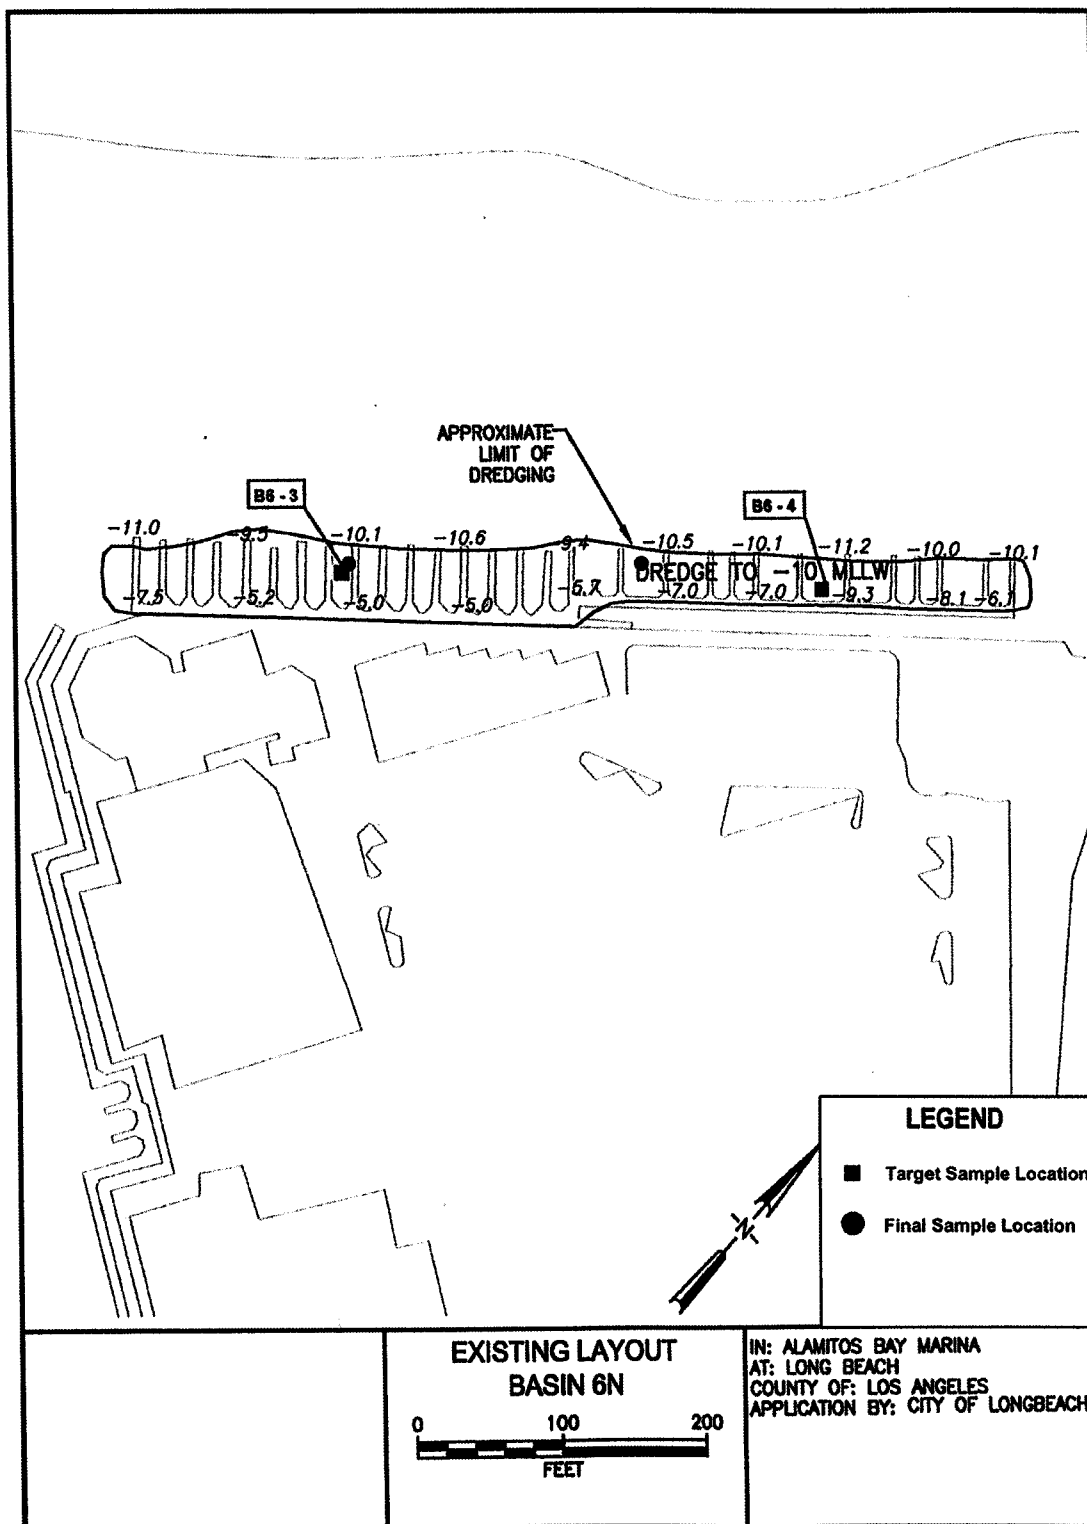 APPROXIMATE
LIMIT OF
DREDGING
B6 - 3
B6 - 4
-11.0
-9.5
-10.1
-10.6
-9.4
-10.5
-10.1
-11.2
-10.0
-10.1
DREDGE TO -10 MLLW
-7.5
-5.2
-5.0
-5.0
-7.0
-7.0
-9.3
-8.1
-6.1
LEGEND
Target Sample Location
Final Sample Location
N
EXISTING LAYOUT
BASIN 6N
0 100 200
FEET
IN: ALAMITOS BAY MARINA
AT: LONG BEACH
COUNTY OF: LOS ANGELES
APPLICATION BY: CITY OF LONGBEACH